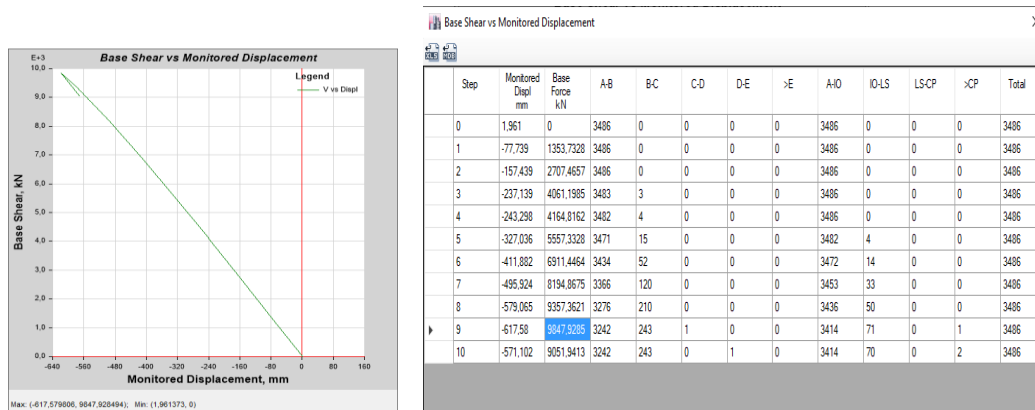 Base Shear vs Monitored Displacement
E+3
10,0
9,0
8,0
7,0
6,0
5,0
4,0
3,0
2,0
1,0
0,0
Base Shear, kN
Legend
V vs Displ
-640 -560 -480 -400 -320 -240 -160 -80 0 80 160
Monitored Displacement, mm
Max: (-617,579806, 9847,928494); Min: (1,961373, 0)
Base Shear vs Monitored Displacement
Step Monitored Displ mm Base Force kN A-B B-C C-D D-E >E A-IO IO-LS LS-CP >CP Total
0 1,961 0 3486 0 0 0 0 3486 0 0 0 3486
1 -77,739 1353,7328 3486 0 0 0 0 3486 0 0 0 3486
2 -157,439 2707,4657 3486 0 0 0 0 3486 0 0 0 3486
3 -237,139 4061,1985 3483 3 0 0 0 3486 0 0 0 3486
4 -243,298 4164,8162 3482 4 0 0 0 3486 0 0 0 3486
5 -327,036 5557,3328 3471 15 0 0 0 3482 4 0 0 3486
6 -411,882 6911,4464 3434 52 0 0 0 3472 14 0 0 3486
7 -495,924 8194,8675 3366 120 0 0 0 3453 33 0 0 3486
8 -579,065 9357,3621 3276 210 0 0 0 3436 50 0 0 3486
9 -617,58 9847,9285 3242 243 1 0 0 3414 71 0 1 3486
10 -571,102 9051,9413 3242 243 0 1 0 3414 70 0 2 3486